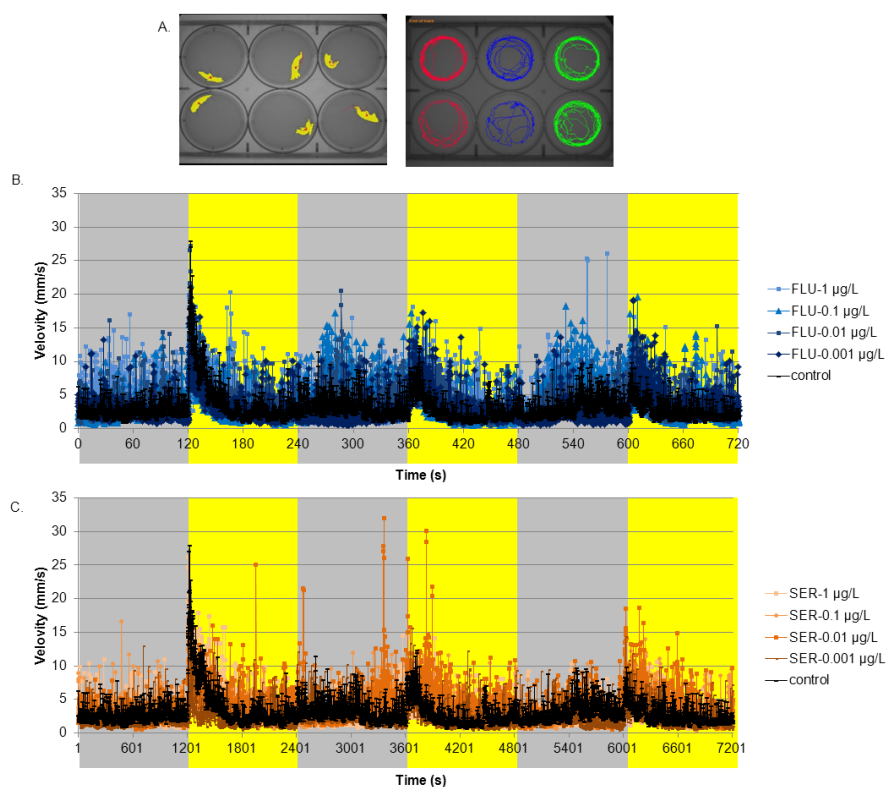 A.
B.
35
30
25
20
15
10
5
0
Velovity (mm/s)
0 60 120 180 240 300 360 420 480 540 600 660 720
Time (s)
FLU-1 µg/L
FLU-0.1 µg/L
FLU-0.01 µg/L
FLU-0.001 µg/L
control
C.
35
30
25
20
15
10
5
0
Velovity (mm/s)
1 601 1201 1801 2401 3001 3601 4201 4801 5401 6001 6601 7201
Time (s)
SER-1 µg/L
SER-0.1 µg/L
SER-0.01 µg/L
SER-0.001 µg/L
control